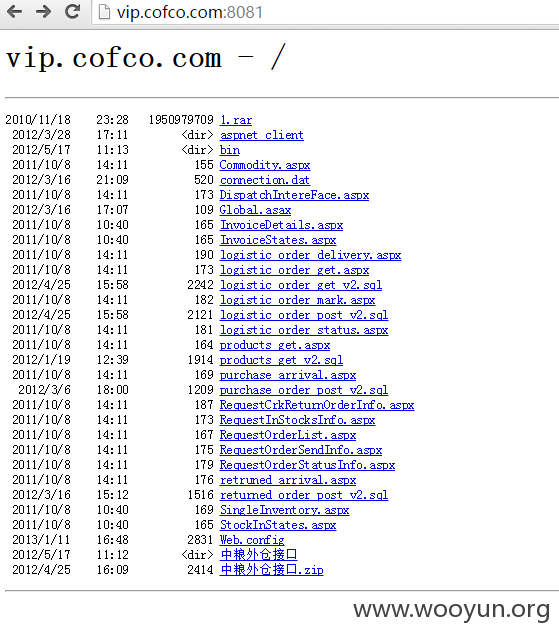 vip.cofco.com:8081
vip.cofco.com - /
2010/11/18 23:28 1950979709 1.rar
2012/3/28 17:11 <dir> aspnet_client
2012/5/17 11:13 <dir> bin
2011/10/8 14:11 155 Commodity.aspx
2012/3/16 21:09 520 connection.dat
2011/10/8 14:11 173 DispatchIntereFace.aspx
2012/3/16 17:07 109 Global.asax
2011/10/8 10:40 165 InvoiceDetails.aspx
2011/10/8 10:40 165 InvoiceStates.aspx
2011/10/8 14:11 190 logistic_order_delivery.aspx
2011/10/8 14:11 173 logistic_order_get.aspx
2012/4/25 15:58 2242 logistic_order_get_v2.sql
2011/10/8 14:11 182 logistic_order_mark.aspx
2012/4/25 15:58 2121 logistic_order_post_v2.sql
2011/10/8 14:11 181 logistic_order_status.aspx
2011/10/8 14:11 164 products_get.aspx
2012/1/19 12:39 1914 products_get_v2.sql
2011/10/8 14:11 169 purchase_arrival.aspx
2012/3/6 18:00 1209 purchase_order_post_v2.sql
2011/10/8 14:11 187 RequestCrkReturnOrderInfo.aspx
2011/10/8 14:11 173 RequestInStocksInfo.aspx
2011/10/8 14:11 167 RequestOrderList.aspx
2011/10/8 14:11 175 RequestOrderSendInfo.aspx
2011/10/8 14:11 179 RequestOrderStatusInfo.aspx
2011/10/8 14:11 176 retruned_arrival.aspx
2012/3/16 15:12 1516 returned_order_post_v2.sql
2011/10/8 10:40 169 SingleInventory.aspx
2011/10/8 10:40 165 StockInStates.aspx
2013/1/11 16:48 2831 Web.config
2012/5/17 11:12 <dir> 中粮外仓接口
2012/4/25 16:09 2414 中粮外仓接口.zip
www.wooyun.org